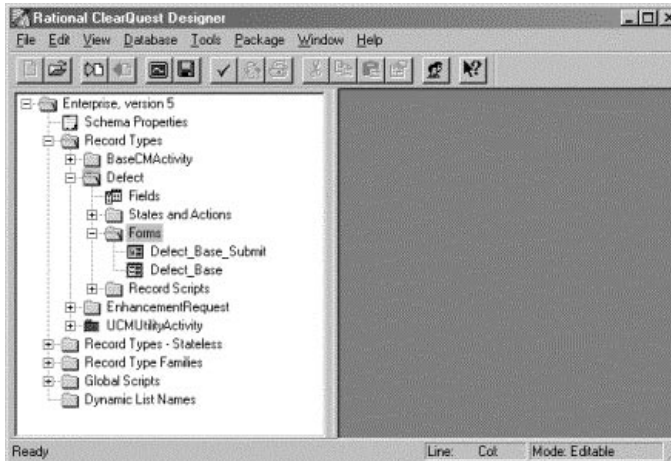 Rational ClearQuest Designer
File Edit View Database Tools Package Window Help
Enterprise, version 5
Schema Properties
Record Types
BaseCMActivity
Defect
Fields
States and Actions
Forms
Defect_Base_Submit
Defect_Base
Record Scripts
EnhancementRequest
UCMUtilityActivity
Record Types - Stateless
Record Type Families
Global Scripts
Dynamic List Names
Ready Line: Col: Mode: Editable